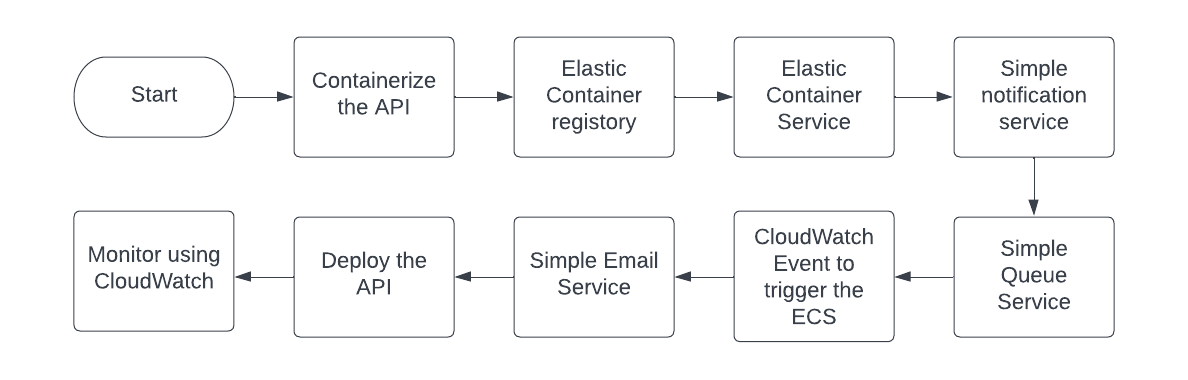 Start
Containerize
the API
Elastic
Container
registory
Elastic
Container
Service
Simple
notification
service
Simple
Queue
Service
CloudWatch
Event to
trigger the
ECS
Simple Email
Service
Deploy the
API
Monitor using
CloudWatch